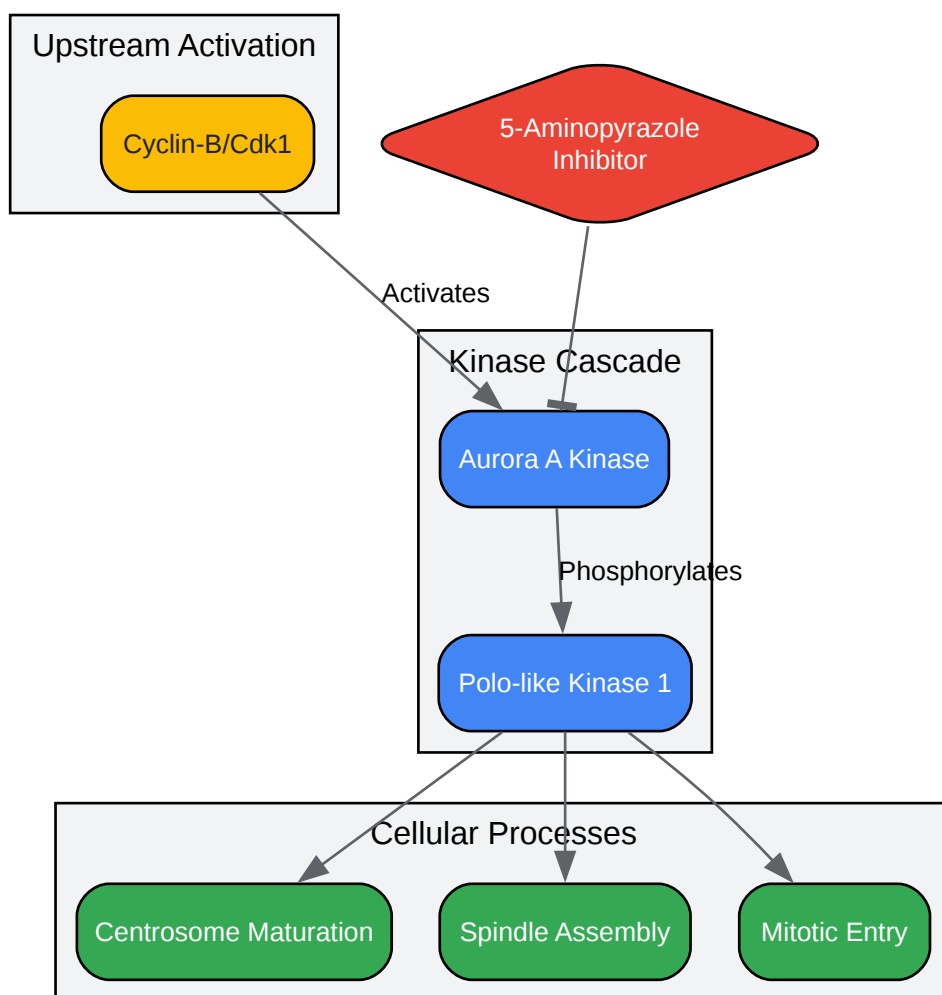 Upstream Activation
Cyclin-B/Cdk1
5-Aminopyrazole
Inhibitor
Activates
Kinase Cascade
Aurora A Kinase
Phosphorylates
Polo-like Kinase 1
Cellular Processes
Centrosome Maturation
Spindle Assembly
Mitotic Entry